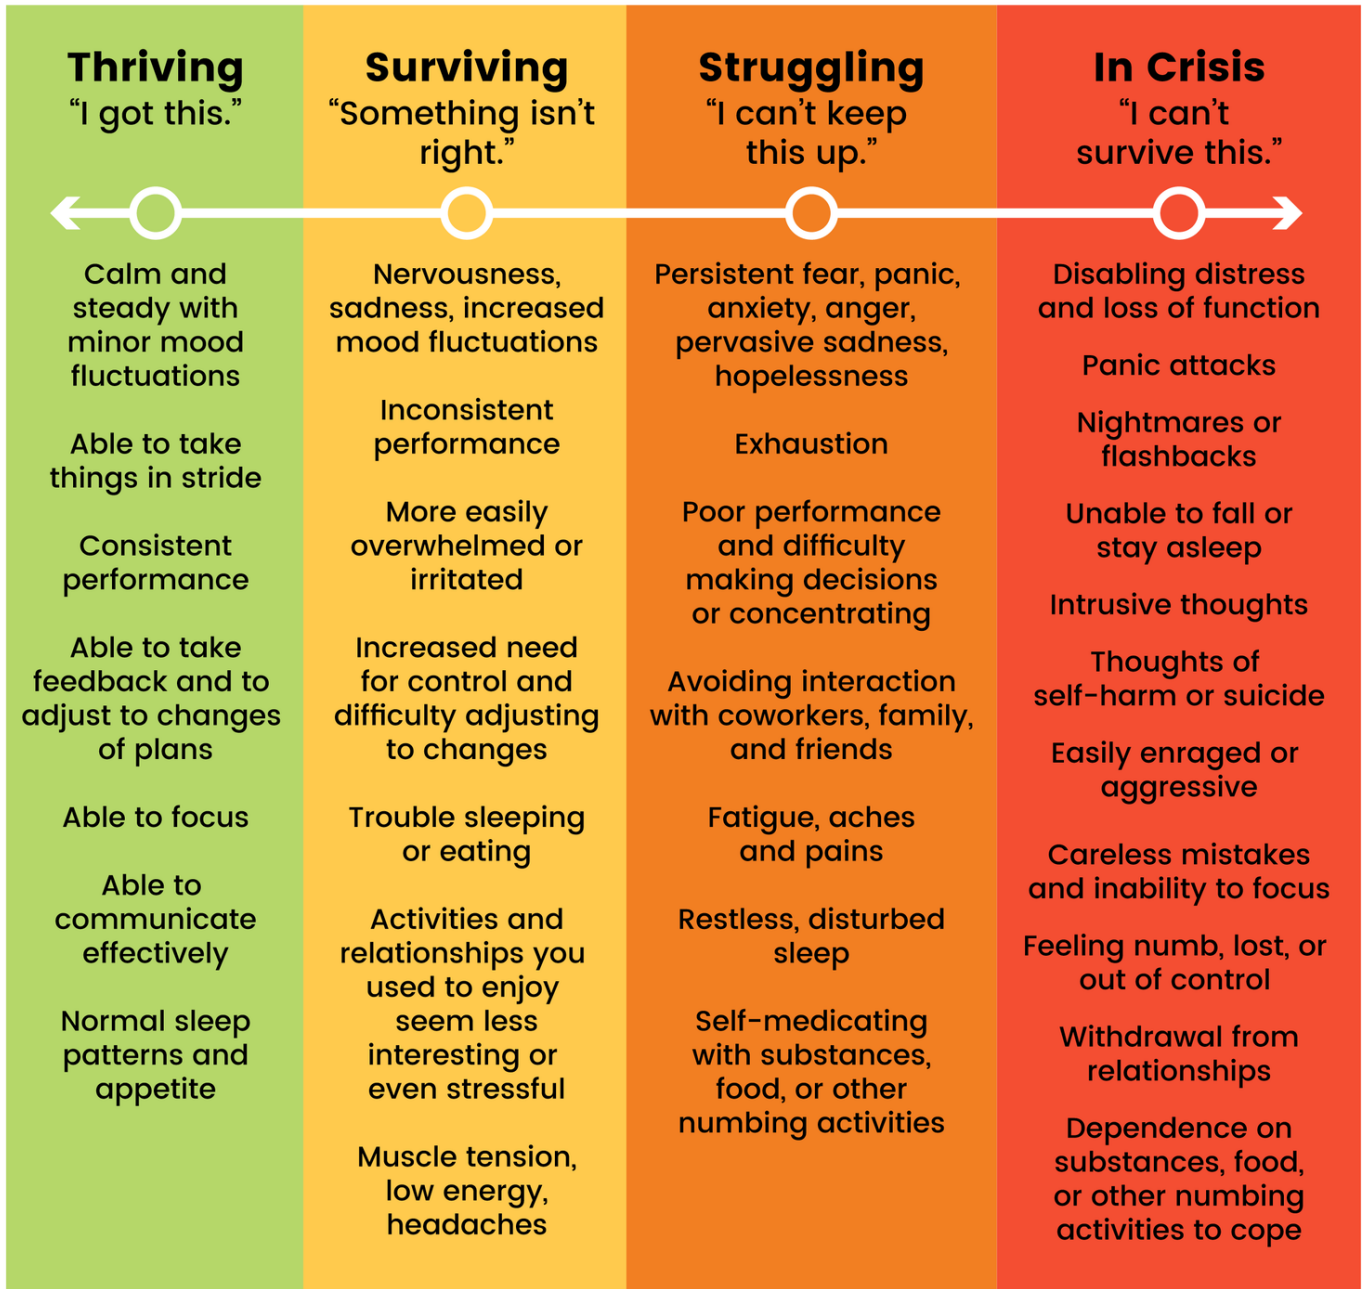 Thriving
“I got this.”
Calm and
steady with
minor mood
fluctuations
Able to take
things in stride
Consistent
performance
Able to take
feedback and to
adjust to changes
of plans
Able to focus
Able to
communicate
effectively
Normal sleep
patterns and
appetite
Surviving
“Something isn’t
right.”
Nervousness,
sadness, increased
mood fluctuations
Inconsistent
performance
More easily
overwhelmed or
irritated
Increased need
for control and
difficulty adjusting
to changes
Trouble sleeping
or eating
Activities and
relationships you
used to enjoy
seem less
interesting or
even stressful
Muscle tension,
low energy,
headaches
Struggling
“I can’t keep
this up.”
Persistent fear, panic,
anxiety, anger,
pervasive sadness,
hopelessness
Exhaustion
Poor performance
and difficulty
making decisions
or concentrating
Avoiding interaction
with coworkers, family,
and friends
Fatigue, aches
and pains
Restless, disturbed
sleep
Self-medicating
with substances,
food, or other
numbing activities
In Crisis
“I can’t
survive this.”
Disabling distress
and loss of function
Panic attacks
Nightmares or
flashbacks
Unable to fall or
stay asleep
Intrusive thoughts
Thoughts of
self-harm or suicide
Easily enraged or
aggressive
Careless mistakes
and inability to focus
Feeling numb, lost, or
out of control
Withdrawal from
relationships
Dependence on
substances, food,
or other numbing
activities to cope